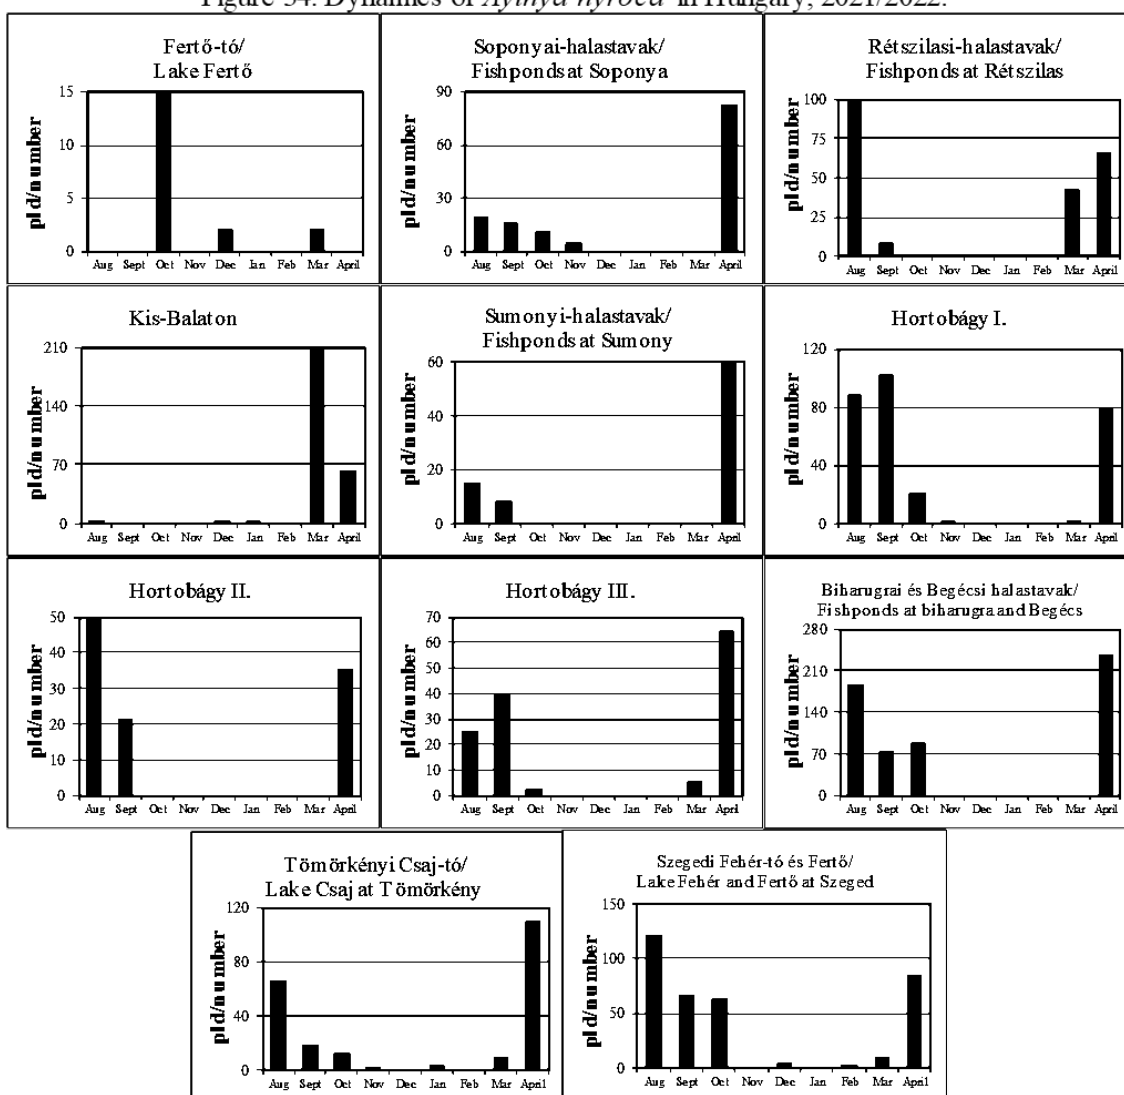 Figure 34. Dynamics of Aythya nyroca in Hungary, 2021/2022.
Fertő-tó/
Lake Fertő
pld/number
15
10
5
0
Aug Sept Oct Nov Dec Jan Feb Mar April
Soponyai-halastavak/
Fishponds at Soponya
pld/number
90
60
30
0
Aug Sept Oct Nov Dec Jan Feb Mar April
Rétszilasi-halastavak/
Fishponds at Rétszilas
pld/number
100
75
50
25
0
Aug Sept Oct Nov Dec Jan Feb Mar April
Kis-Balaton
pld/number
210
140
70
0
Aug Sept Oct Nov Dec Jan Feb Mar April
Sumonyi-halastavak/
Fishponds at Sumony
pld/number
60
40
20
0
Aug Sept Oct Nov Dec Jan Feb Mar April
Hortobágy I.
pld/number
120
80
40
0
Aug Sept Oct Nov Dec Jan Feb Mar April
Hortobágy II.
pld/number
50
40
30
20
10
0
Aug Sept Oct Nov Dec Jan Feb Mar April
Hortobágy III.
pld/number
70
60
50
40
30
20
10
0
Aug Sept Oct Nov Dec Jan Feb Mar April
Biharugrai és Begécsi halastavak/
Fishponds at biharugra and Begécs
pld/number
280
210
140
70
0
Aug Sept Oct Nov Dec Jan Feb Mar April
Tömörkényi Csaj-tó/
Lake Csaj at Tömörkény
pld/number
120
80
40
0
Aug Sept Oct Nov Dec Jan Feb Mar April
Szegedi Fehér-tó és Fertő/
Lake Fehér and Fertő at Szeged
pld/number
150
100
50
0
Aug Sept Oct Nov Dec Jan Feb Mar April